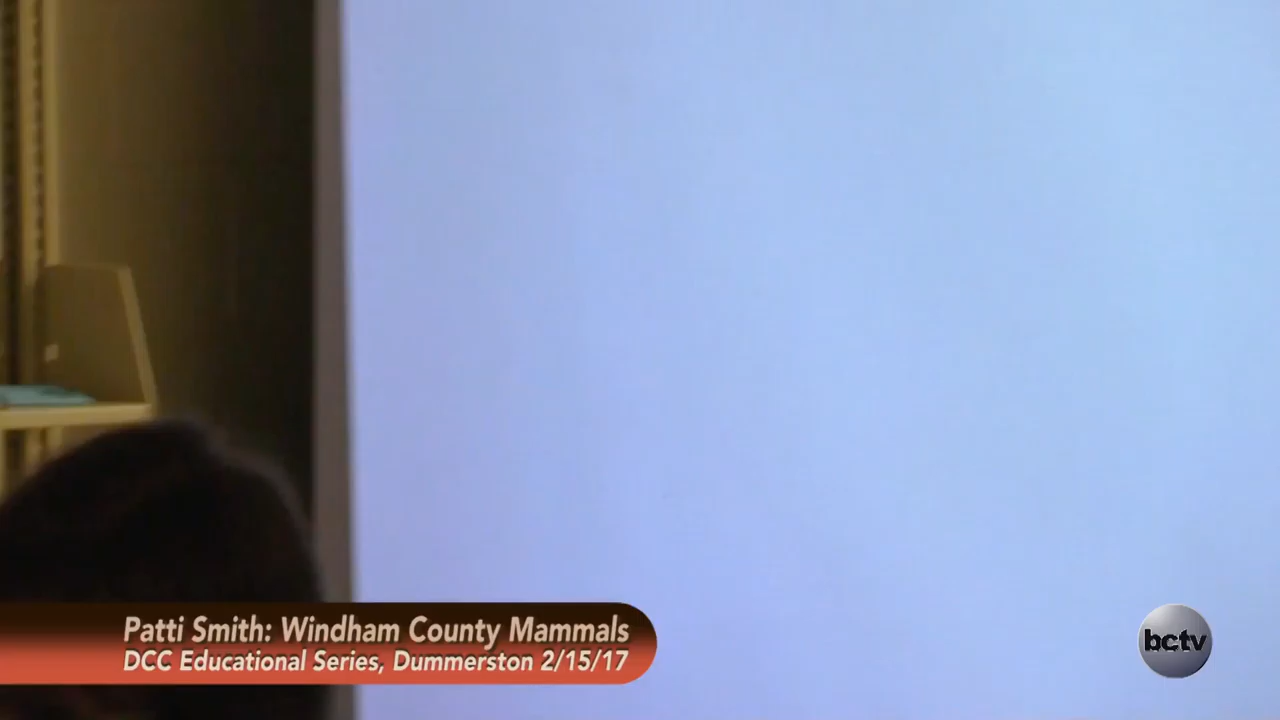 Patti Smith: Windham County Mammals
DCC Educational Series, Dummerston 2/15/17
bctv